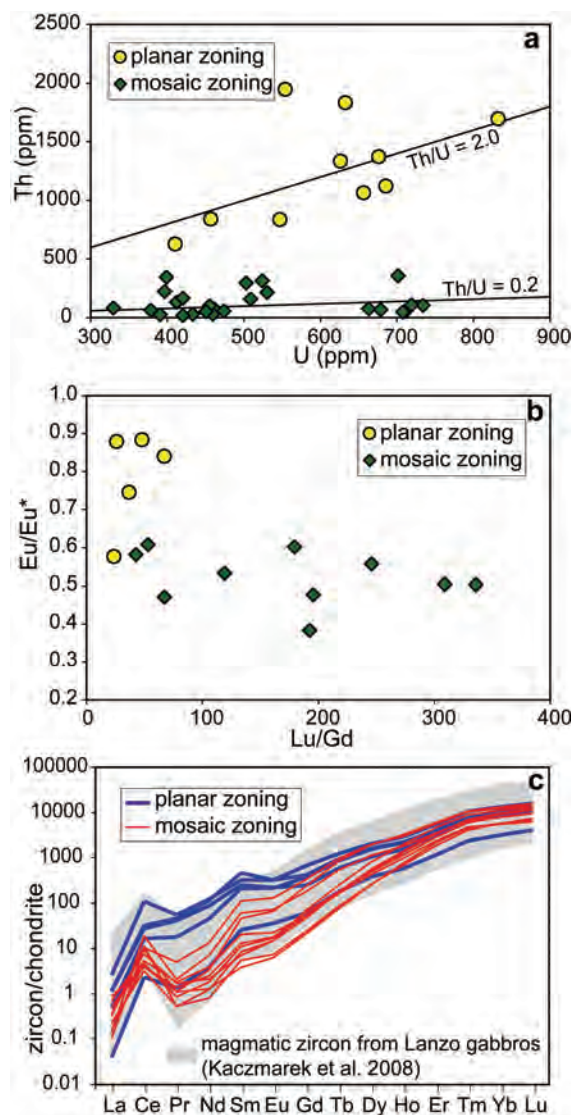 a
planar zoning
mosaic zoning
Th (ppm)
2500
2000
1500
1000
500
0
Th/U = 2.0
Th/U = 0.2
300 400 500 600 700 800 900
U (ppm)
b
planar zoning
mosaic zoning
Eu/Eu*
1.0
0.9
0.8
0.7
0.6
0.5
0.4
0.3
0.2
0 100 200 300 400
Lu/Gd
c
planar zoning
mosaic zoning
zircon/chondrite
100000
10000
1000
100
10
1
0.1
0.01
magmatic zircon from Lanzo gabbros
(Kaczmarek et al. 2008)
La Ce Pr Nd Sm Eu Gd Tb Dy Ho Er Tm Yb Lu